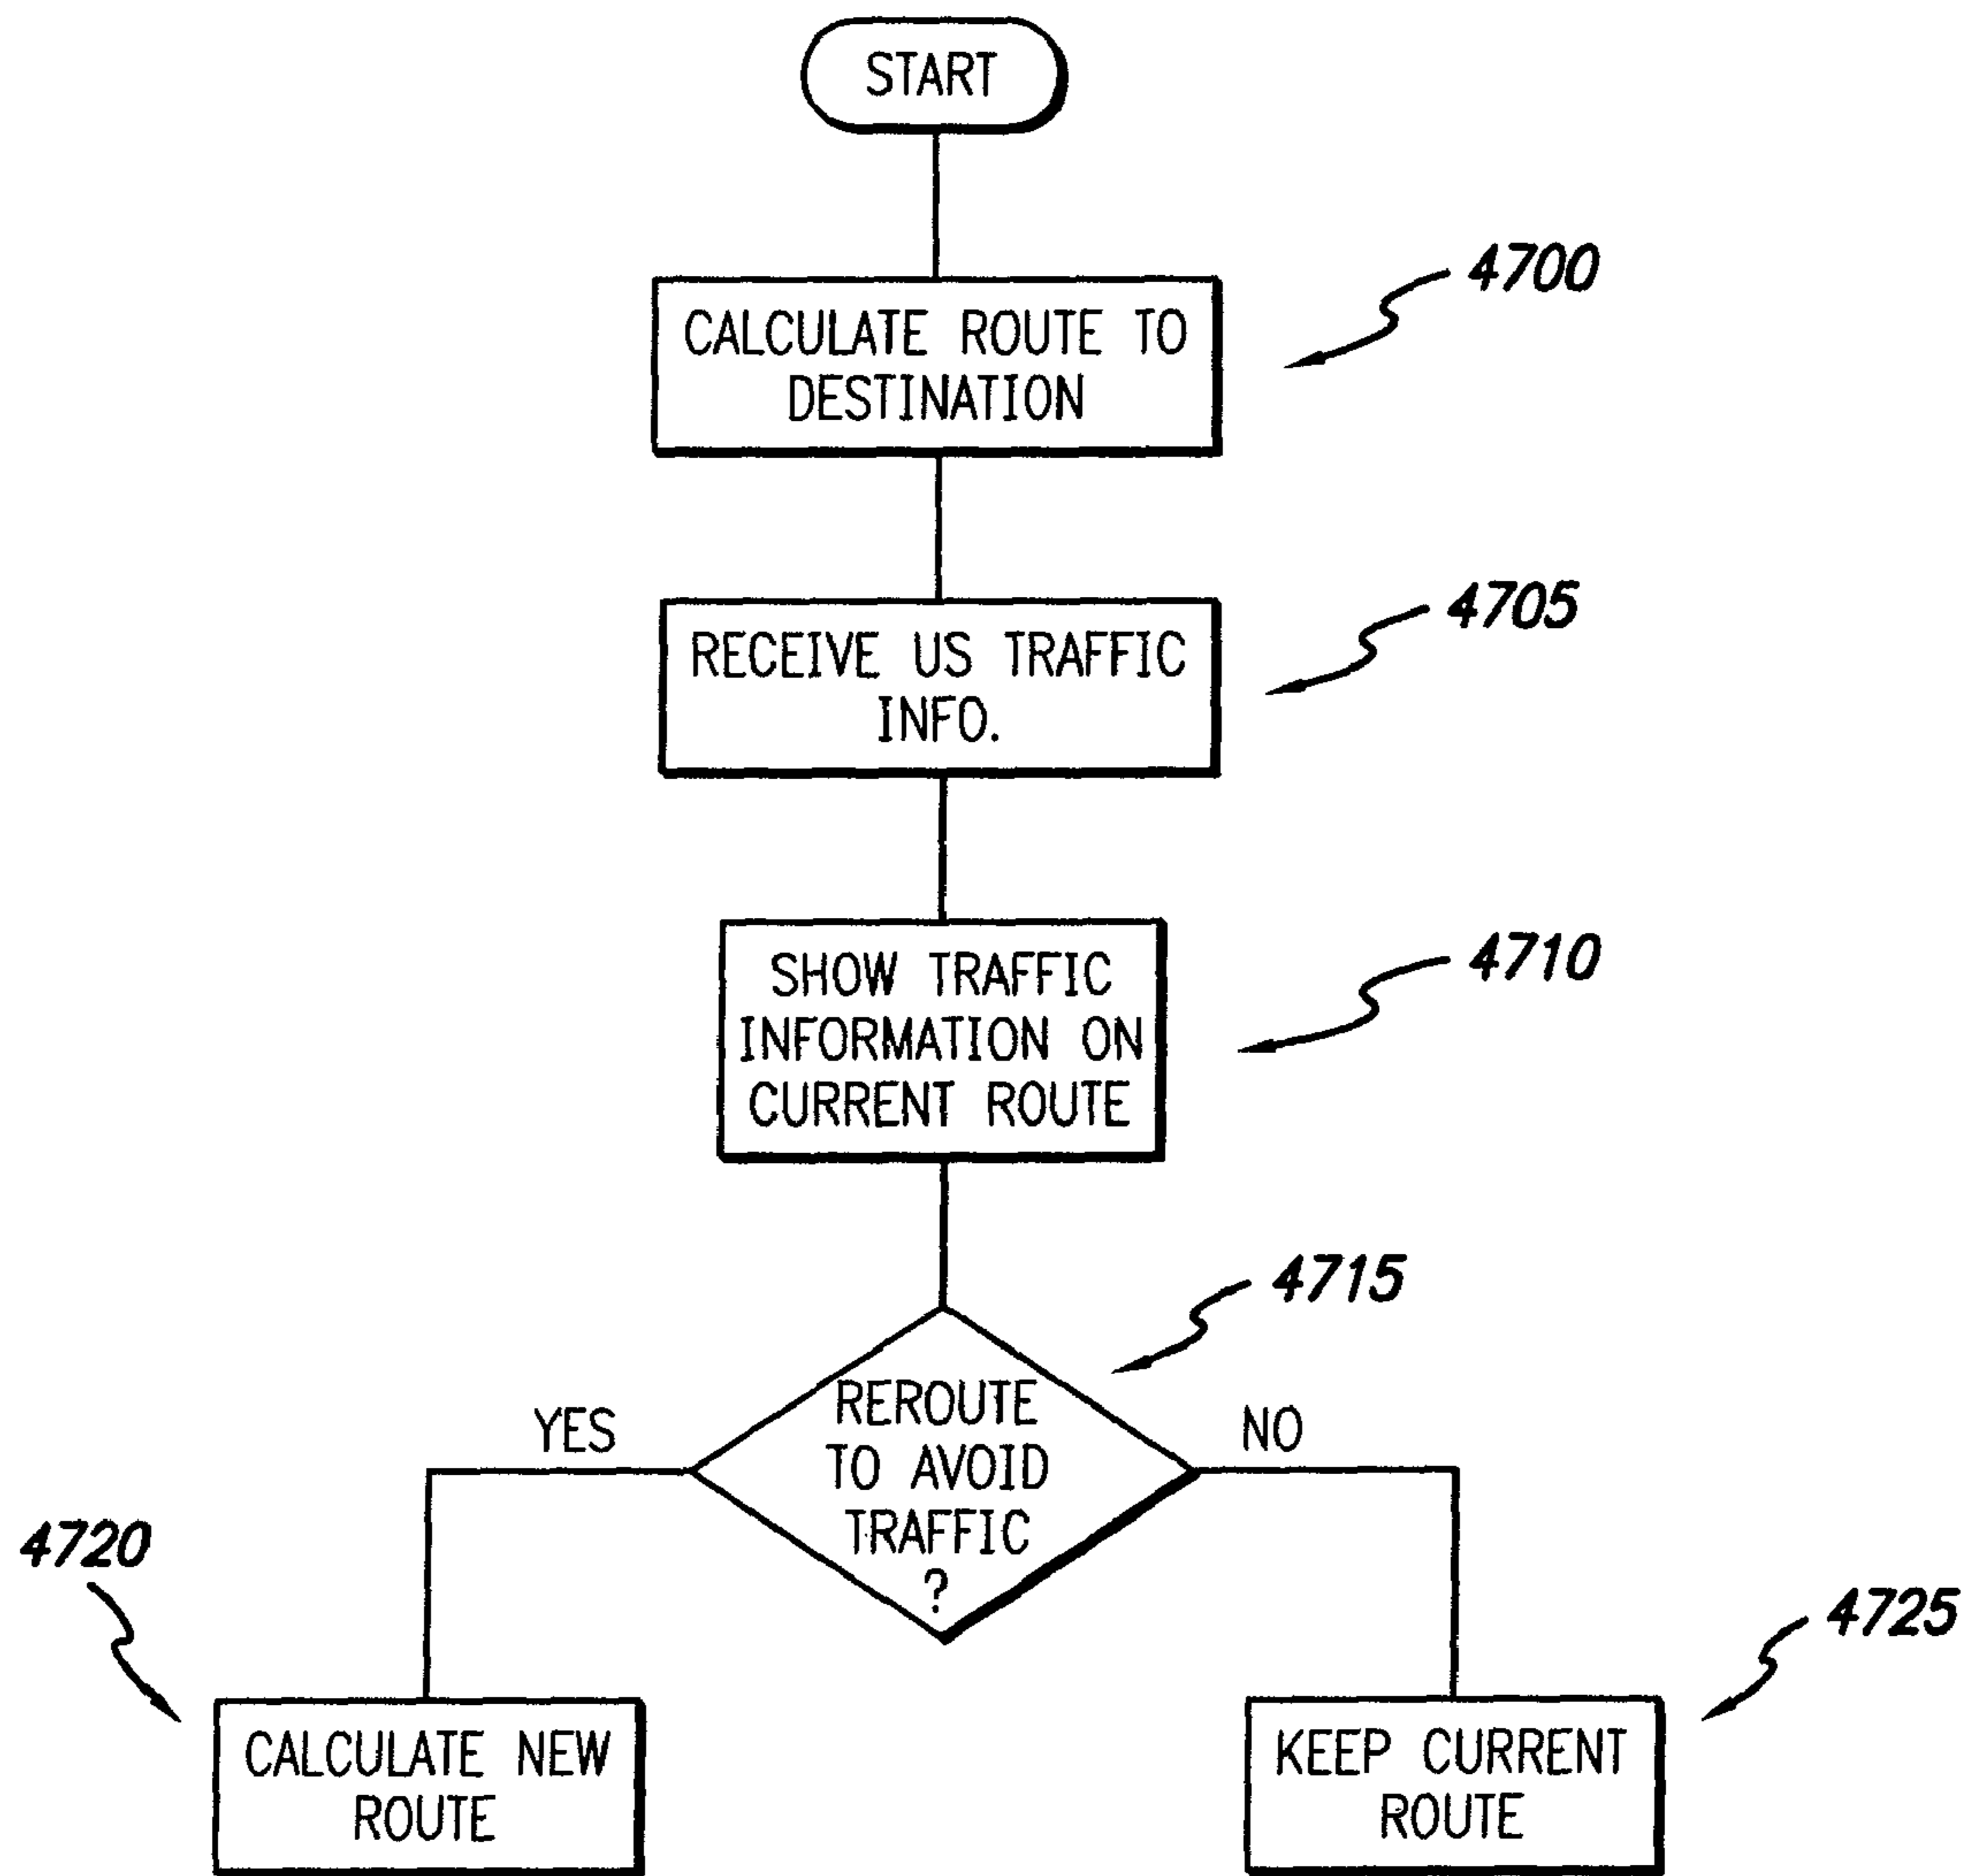 START
4700
CALCULATE ROUTE TO
DESTINATION
4705
RECEIVE US TRAFFIC
INFO.
4710
SHOW TRAFFIC
INFORMATION ON
CURRENT ROUTE
4715
REROUTE
TO AVOID
TRAFFIC
?
YES
NO
4720
4725
CALCULATE NEW
ROUTE
KEEP CURRENT
ROUTE